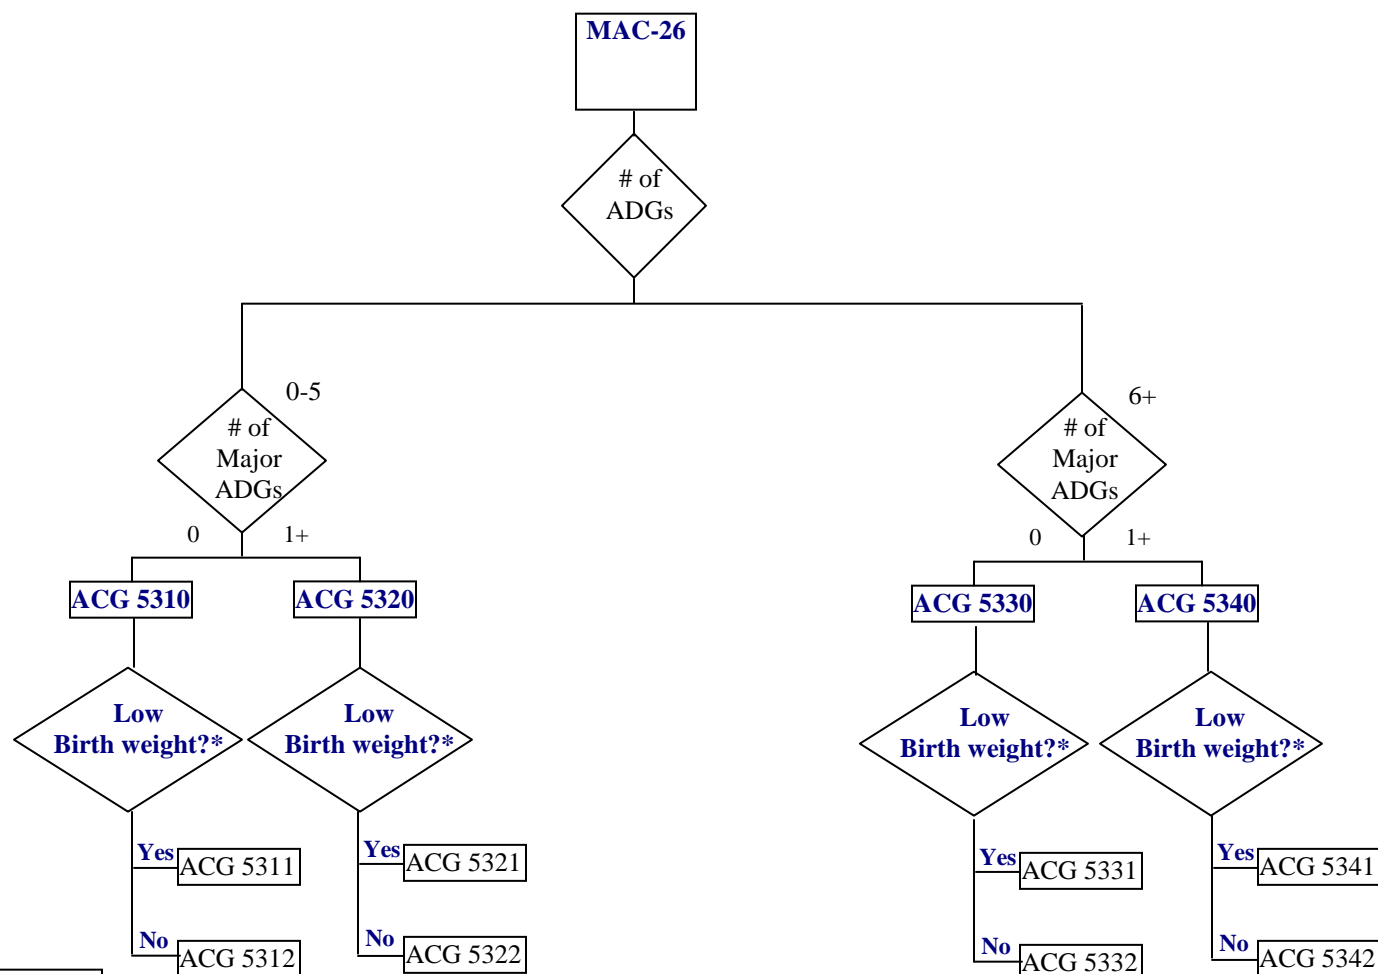 MAC-26
# of
ADGs
0-5
6+
# of
Major
ADGs
# of
Major
ADGs
0
1+
0
1+
ACG 5310
ACG 5320
ACG 5330
ACG 5340
Low
Birth weight?*
Low
Birth weight?*
Low
Birth weight?*
Low
Birth weight?*
Yes
ACG 5311
Yes
ACG 5321
Yes
ACG 5331
Yes
ACG 5341
No
ACG 5312
No
ACG 5322
No
ACG 5332
No
ACG 5342